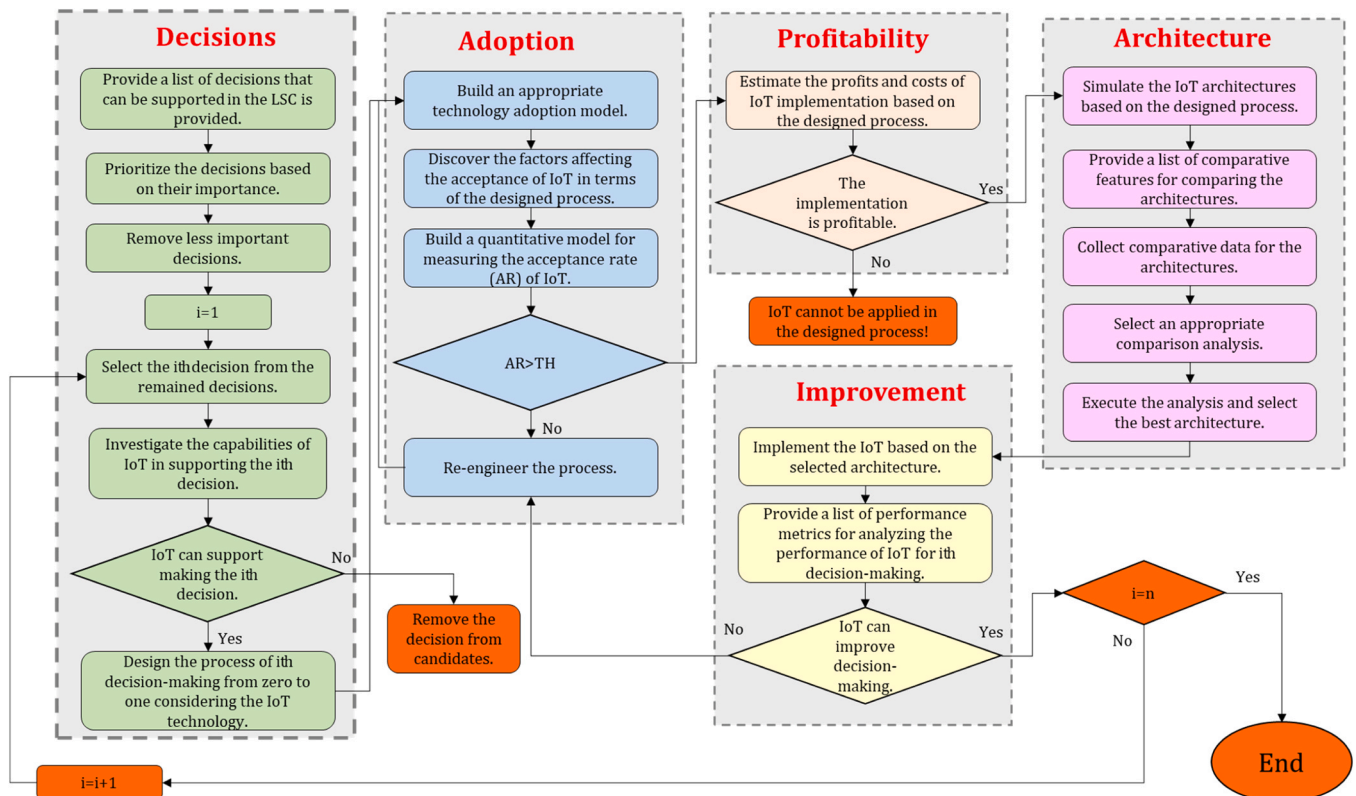 Decisions
Provide a list of decisions that
can be supported in the LSC is
provided.
Prioritize the decisions based
on their importance.
Remove less important
decisions.
i=1
Select the ithdecision from the
remained decisions.
Investigate the capabilities of
IoT in supporting the ith
decision.
IoT can support
making the ith
decision.
No
Yes
Remove the
decision from
candidates.
Design the process of ith
decision-making from zero to
one considering the IoT
technology.
i=i+1
Adoption
Build an appropriate
technology adoption model.
Discover the factors affecting
the acceptance of IoT in terms
of the designed process.
Build a quantitative model for
measuring the acceptance rate
(AR) of IoT.
AR>TH
No
Re-engineer the process.
Profitability
Estimate the profits and costs of
IoT implementation based on
the designed process.
The
implementation
is profitable.
Yes
No
IoT cannot be applied in
the designed process!
Architecture
Simulate the IoT architectures
based on the designed process.
Provide a list of comparative
features for comparing the
architectures.
Collect comparative data for the
architectures.
Select an appropriate
comparison analysis.
Execute the analysis and select
the best architecture.
Improvement
Implement the IoT based on the
selected architecture.
Provide a list of performance
metrics for analyzing the
performance of IoT for ith
decision-making.
IoT can
improve
decision-
making.
No
Yes
i=n
Yes
No
End